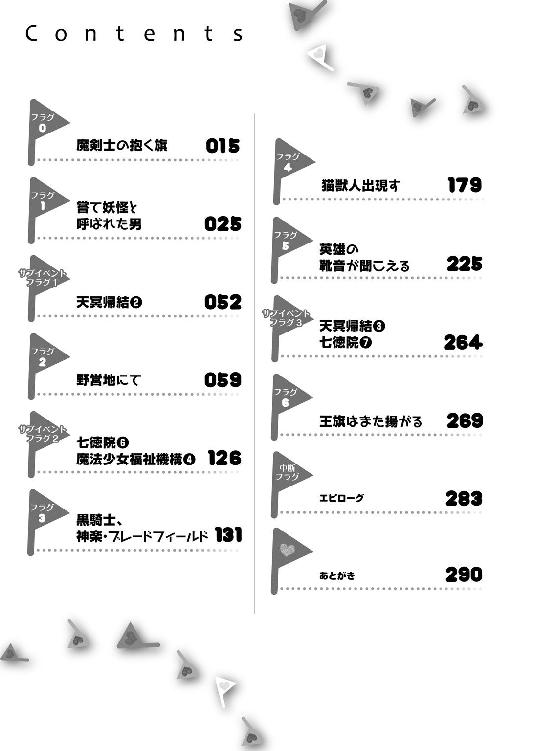 Contents
フラグ
0
魔剣士の抱く旗 015
フラグ
1
嘗て妖怪と
呼ばれた男 025
サブイベント
フラグ1
天冥帰結❷ 052
フラグ
2
野営地にて 059
サブイベント
フラグ2
七徳院❻
魔法少女福祉機構❹ 126
フラグ
3
黒騎士、
神楽・ブレードフィールド 131
フラグ
4
猫獣人出現す 179
フラグ
5
英雄の
靴音が聞こえる 225
サブイベント
フラグ3
天冥帰結❸
七徳院❼ 264
フラグ
6
王旗はまた揚がる 269
中断
フラグ
エピローグ 283
あとがき 290